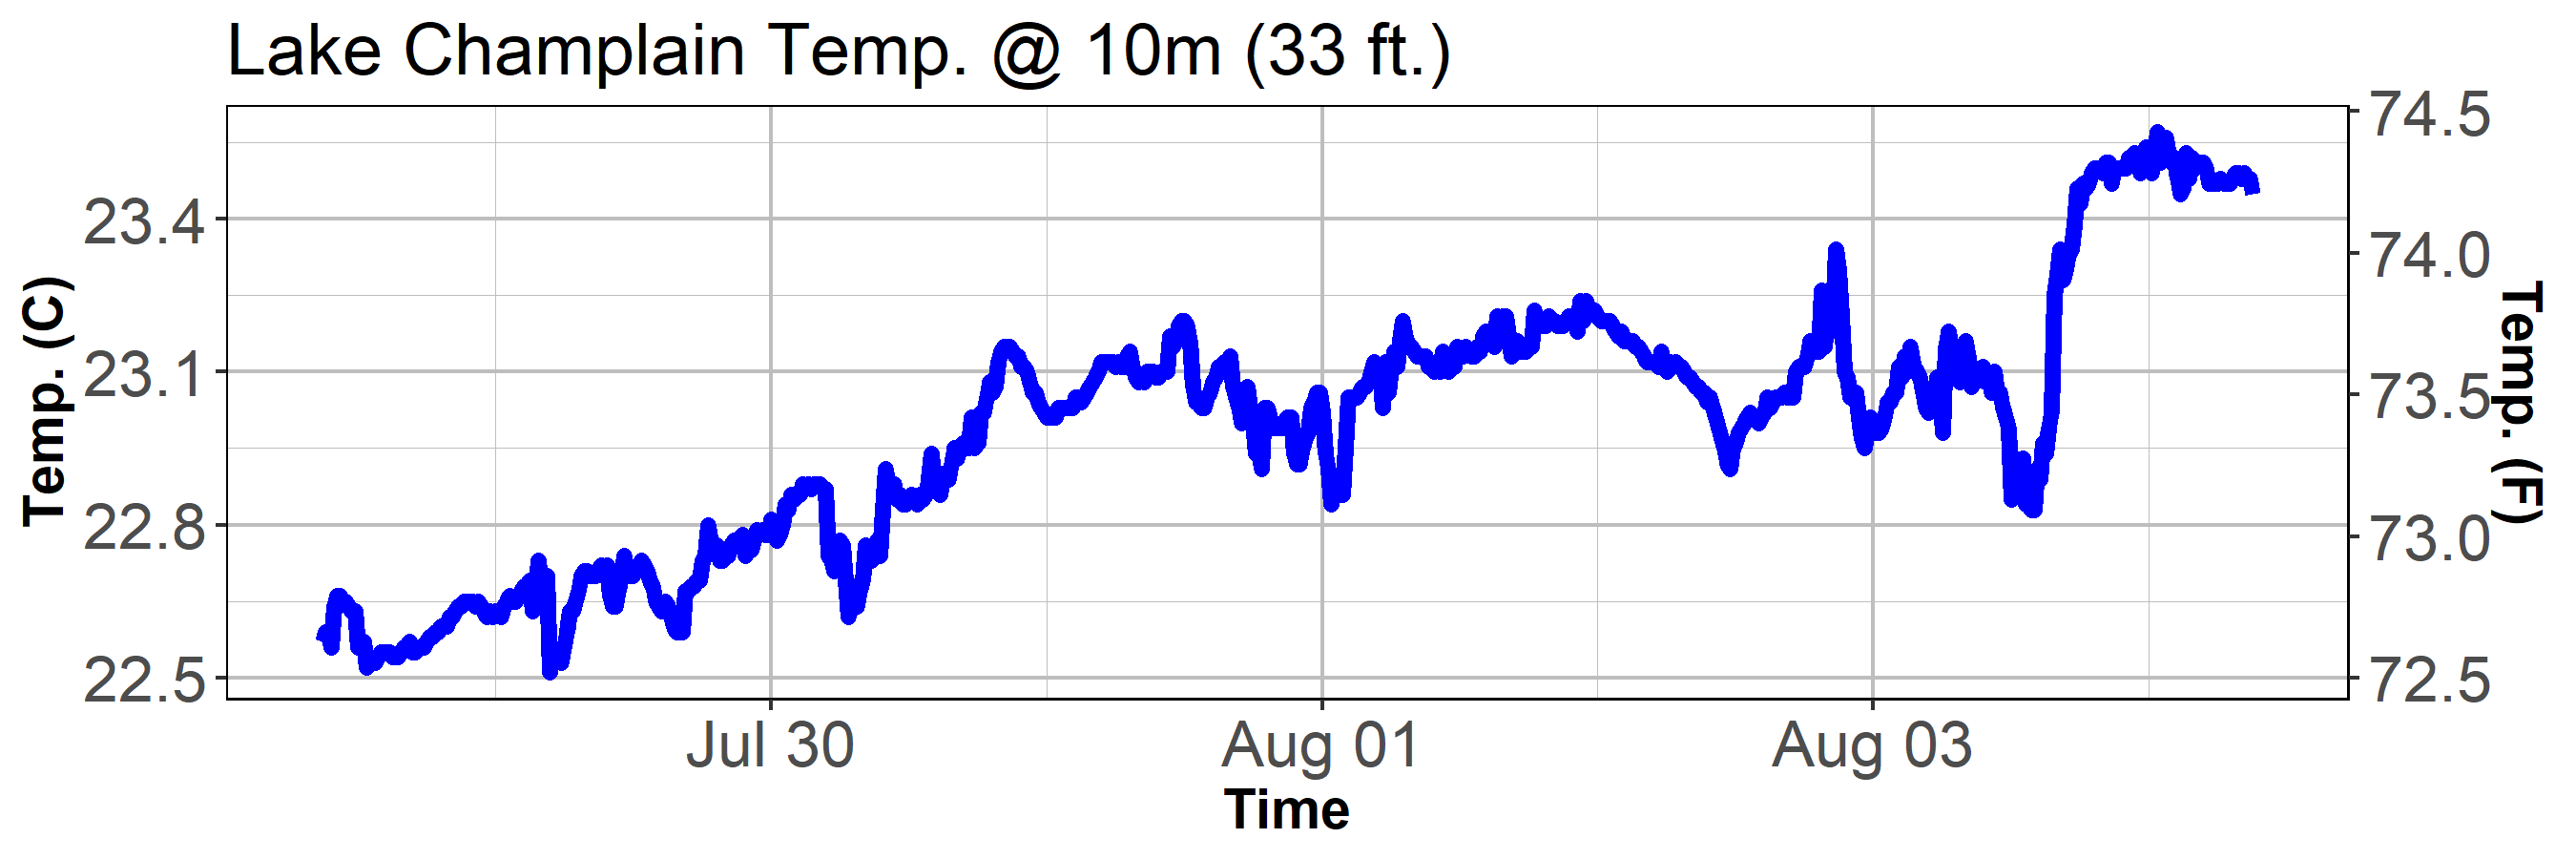 Lake Champlain Temp. @ 10m (33 ft.)
Temp. (C)
23.4
23.1
22.8
22.5
74.5
74.0
73.5
73.0
72.5
Temp. (F)
Jul 30
Aug 01
Aug 03
Time